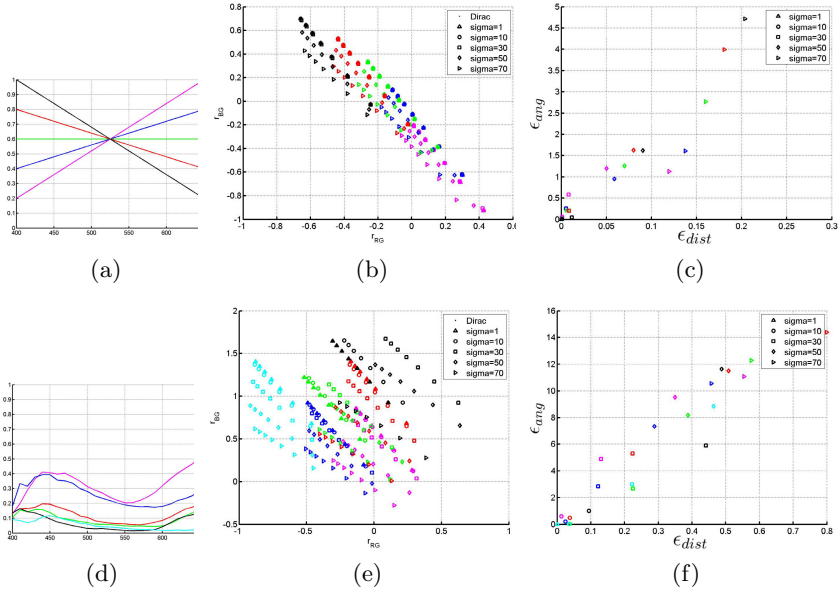 1
0.9
0.8
0.7
0.6
0.5
0.4
0.3
0.2
0.1
0
400 450 500 550 600
(a)
0.8
0.6
0.4
0.2
0
-0.2
-0.4
-0.6
-0.8
-1
-1 -0.8 -0.6 -0.4 -0.2 0 0.2 0.4 0.6
r_BG
r_RG
Dirac
sigma=1
sigma=10
sigma=30
sigma=50
sigma=70
(b)
5
4.5
4
3.5
3
2.5
2
1.5
1
0.5
0
0 0.05 0.1 0.15 0.2 0.25 0.3
ϵ_ang
ϵ_dist
sigma=1
sigma=10
sigma=30
sigma=50
sigma=70
(c)
1
0.9
0.8
0.7
0.6
0.5
0.4
0.3
0.2
0.1
0
400 450 500 550 600
(d)
2
1.5
1
0.5
0
-0.5
-1 -0.5 0 0.5 1
r_BG
r_RG
Dirac
sigma=1
sigma=10
sigma=30
sigma=50
sigma=70
(e)
16
14
12
10
8
6
4
2
0
0 0.1 0.2 0.3 0.4 0.5 0.6 0.7 0.8
ϵ_ang
ϵ_dist
sigma=1
sigma=10
sigma=30
sigma=50
sigma=70
(f)